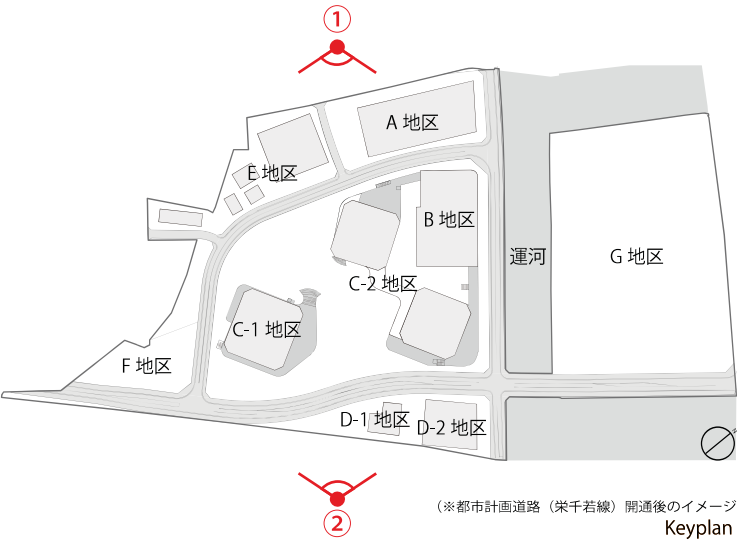 ①
A 地区
E 地区
B 地区
運河
G 地区
C-2 地区
C-1 地区
F 地区
D-1 地区
D-2 地区
②
（※都市計画道路（栄千若線）開通後のイメージ
Keyplan